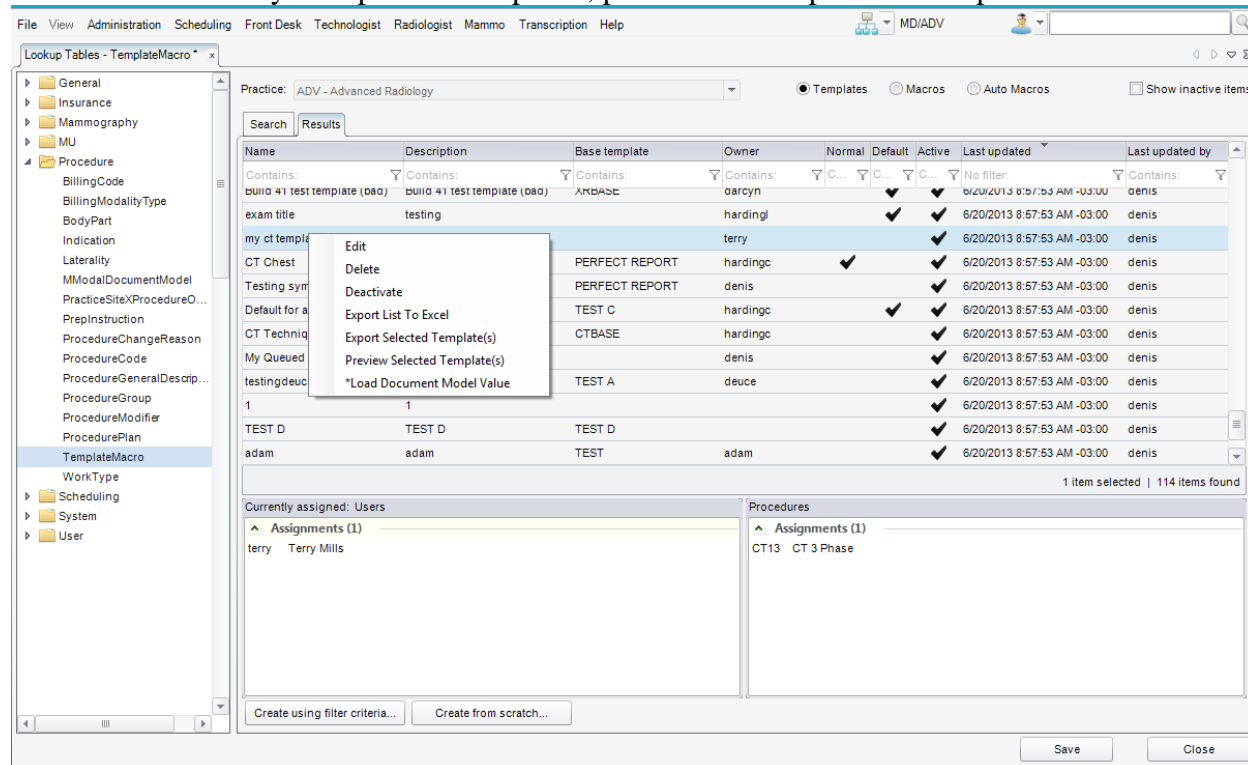 File View Administration Scheduling Front Desk Technologist Radiologist Mammo Transcription Help MD/ADV
Lookup Tables - TemplateMacro * x
General
Insurance
Mammography
MU
Procedure
BillingCode
BillingModalityType
BodyPart
Indication
Laterality
MModalDocumentModel
PracticeSiteXProcedureO...
PrepInstruction
ProcedureChangeReason
ProcedureCode
ProcedureGeneralDescrip...
ProcedureGroup
ProcedureModifier
ProcedurePlan
TemplateMacro
WorkType
Scheduling
System
User
Practice: ADV - Advanced Radiology Templates Macros Auto Macros Show inactive items
Search Results
Name Description Base template Owner Normal Default Active Last updated Last updated by
Contains: Contains: Contains: Contains: C... C... C... No filter: Contains:
Build 41 test template (bad) Build 41 test template (bad) XRBASE darcyh 6/20/2013 8:57:53 AM -03:00 denis
exam title testing hardingl 6/20/2013 8:57:53 AM -03:00 denis
my ct templa terry 6/20/2013 8:57:53 AM -03:00 denis
CT Chest PERFECT REPORT hardingc 6/20/2013 8:57:53 AM -03:00 denis
Testing sym PERFECT REPORT denis 6/20/2013 8:57:53 AM -03:00 denis
Default for a TEST C hardingc 6/20/2013 8:57:53 AM -03:00 denis
CT Techniq CTBASE hardingc 6/20/2013 8:57:53 AM -03:00 denis
My Queued denis 6/20/2013 8:57:53 AM -03:00 denis
testingdeuc TEST A deuce 6/20/2013 8:57:53 AM -03:00 denis
1 1 6/20/2013 8:57:53 AM -03:00 denis
TEST D TEST D TEST D 6/20/2013 8:57:53 AM -03:00 denis
adam adam TEST adam 6/20/2013 8:57:53 AM -03:00 denis
Edit
Delete
Deactivate
Export List To Excel
Export Selected Template(s)
Preview Selected Template(s)
*Load Document Model Value
1 item selected | 114 items found
Currently assigned: Users
Assignments (1)
terry Terry Mills
Procedures
Assignments (1)
CT13 CT 3 Phase
Create using filter criteria... Create from scratch...
Save Close